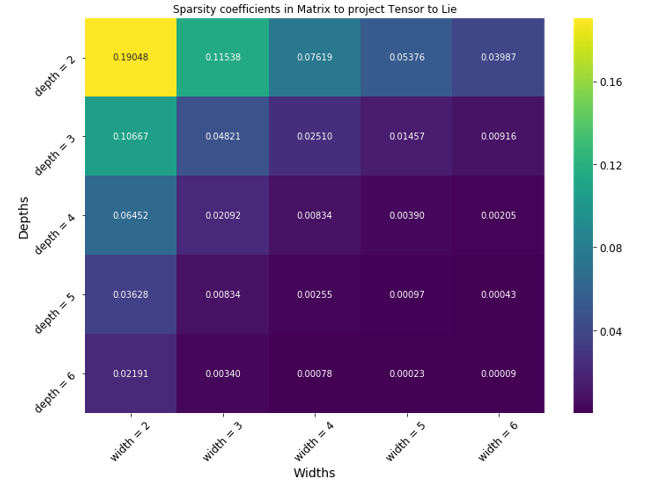 Sparsity coefficients in Matrix to project Tensor to Lie
depth = 2
0.19048 0.11538 0.07619 0.05376 0.03987
depth = 3
0.10667 0.04821 0.02510 0.01457 0.00916
depth = 4
0.06452 0.02092 0.00834 0.00390 0.00205
depth = 5
0.03628 0.00834 0.00255 0.00097 0.00043
depth = 6
0.02191 0.00340 0.00078 0.00023 0.00009
Depths
width = 2
width = 3
width = 4
width = 5
width = 6
Widths
0.16
0.12
0.08
0.04